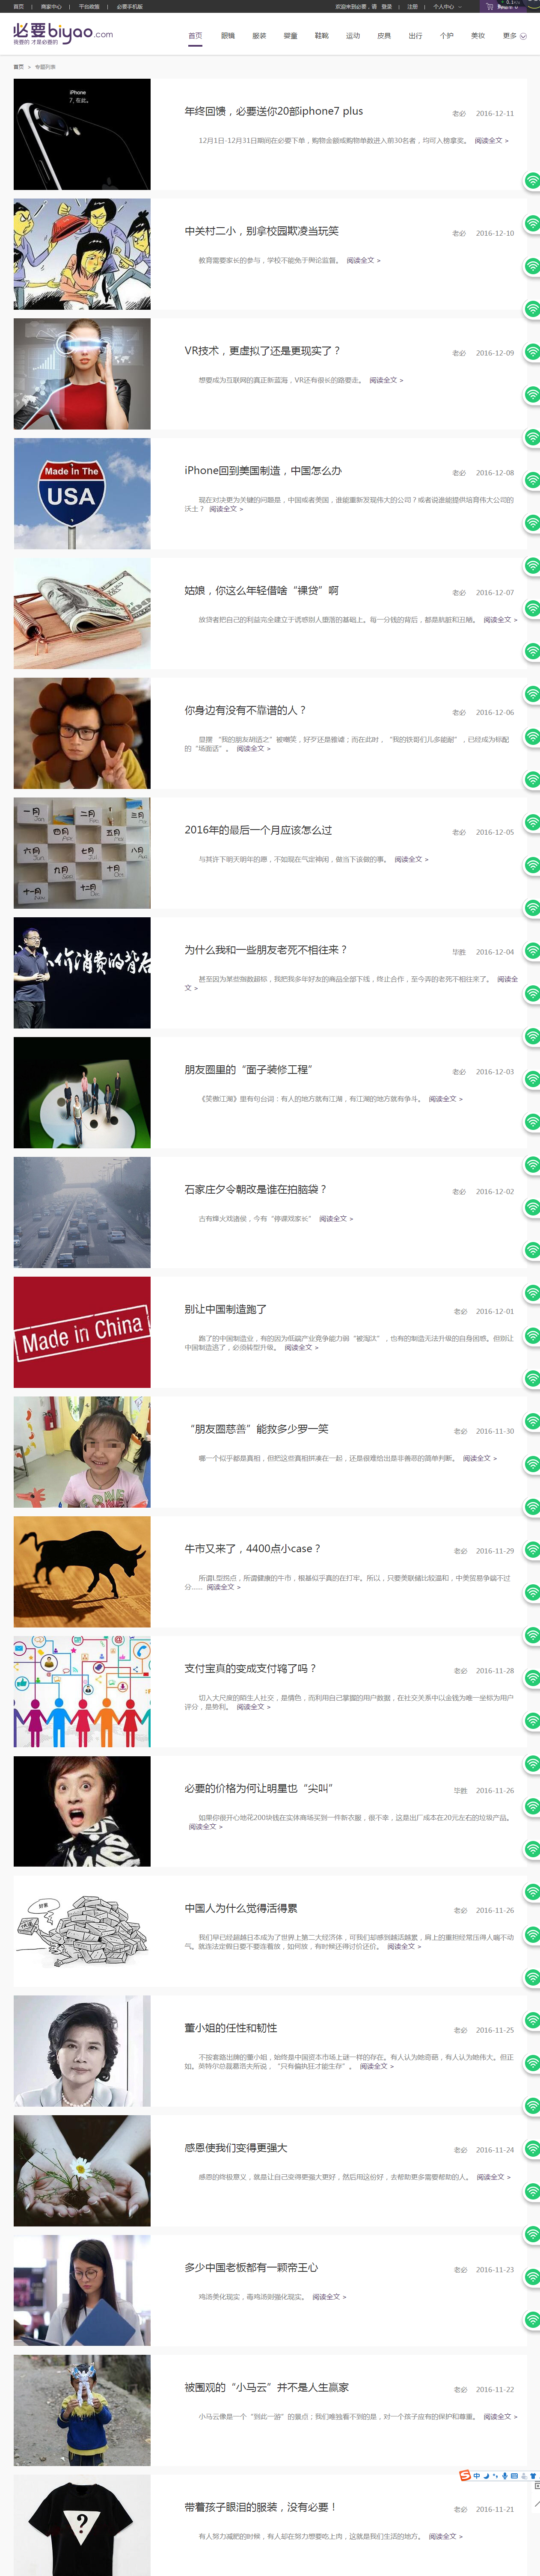 首页 | 商家中心 | 平台政策 | 必要手机版
欢迎来到必要，请 登录 | 注册 | 个人中心
必要biyao.com
我要的 才是必要的
首页 眼镜 服装 婴童 鞋靴 运动 皮具 出行 个护 美妆 更多
首页 > 专题列表
iPhone
7，在此。
年终回馈，必要送你20部iphone7 plus
老必 2016-12-11
12月1日-12月31日期间在必要下单，购物金额或购物单数进入前30名者，均可入榜拿奖。 阅读全文 >
中关村二小，别拿校园欺凌当玩笑
老必 2016-12-10
教育需要家长的参与，学校不能免于舆论监督。 阅读全文 >
VR技术，更虚拟了还是更现实了？
老必 2016-12-09
想要成为互联网的真正新蓝海，VR还有很长的路要走。 阅读全文 >
Made In The
USA
iPhone回到美国制造，中国怎么办
老必 2016-12-08
现在对决更为关键的问题是，中国或者美国，谁能重新发现伟大的公司？或者说谁能提供培育伟大公司的
沃土？ 阅读全文 >
姑娘，你这么年轻借啥“裸贷”啊
老必 2016-12-07
放贷者把自己的利益完全建立于诱惑别人堕落的基础上。每一分钱的背后，都是肮脏和丑陋。 阅读全文 >
你身边有没有不靠谱的人？
老必 2016-12-06
显摆 “我的朋友胡适之”被嘲笑，好歹还是雅谑；而在此时，“我的铁哥们儿多能耐”，已经成为标配
的“场面话”。 阅读全文 >
一月 二月 三月
四月 五月
六月 七月 八月
九月 十月
十一月 十二月
2016年的最后一个月应该怎么过
老必 2016-12-05
与其许下明天明年的愿，不如现在气定神闲，做当下该做的事。 阅读全文 >
价消费的背后
为什么我和一些朋友老死不相往来？
毕胜 2016-12-04
甚至因为某些指数超标，我把我多年好友的商品全部下线，终止合作，至今弄的老死不相往来了。 阅读全
文 >
朋友圈里的“面子装修工程”
老必 2016-12-03
《笑傲江湖》里有句台词：有人的地方就有江湖，有江湖的地方就有争斗。 阅读全文 >
石家庄夕令朝改是谁在拍脑袋？
老必 2016-12-02
古有烽火戏诸侯，今有“停课戏家长” 阅读全文 >
Made in China
别让中国制造跑了
老必 2016-12-01
跑了的中国制造业，有的因为低端产业竞争能力弱“被淘汰”，也有的制造无法升级的自身困惑。但别让
中国制造逃了，必须转型升级。 阅读全文 >
“朋友圈慈善”能救多少罗一笑
老必 2016-11-30
哪一个似乎都是真相，但把这些真相拼凑在一起，还是很难给出是非善恶的简单判断。 阅读全文 >
牛市又来了，4400点小case？
老必 2016-11-29
所谓L型拐点，所谓健康的牛市，根基似乎真的在打牢。所以，只要美联储比较温和，中美贸易争端不过
分…… 阅读全文 >
支付宝真的变成支付鸨了吗？
老必 2016-11-28
切入大尺度的陌生人社交，是情色，而利用自己掌握的用户数据，在社交关系中以金钱为唯一坐标为用户
评分，是势利。 阅读全文 >
必要的价格为何让明星也“尖叫”
毕胜 2016-11-26
如果你很开心地花200块钱在实体商场买到一件新衣服，很不幸，这是出厂成本在20元左右的垃圾产品。
阅读全文 >
中国人为什么觉得活得累
老必 2016-11-26
我们早已经超越日本成为了世界上第二大经济体，可我们却感到越活越累，肩上的重担经常压得人喘不动
气。就连法定假日要不要连着放，如何放，有时候还得讨价还价。 阅读全文 >
董小姐的任性和韧性
老必 2016-11-25
不按套路出牌的董小姐，始终是中国资本市场上谜一样的存在。有人认为她奇葩，有人认为她伟大。但正
如。英特尔总裁葛洛夫所说，“只有偏执狂才能生存”。 阅读全文 >
感恩使我们变得更强大
老必 2016-11-24
感恩的终极意义，就是让自己变得更强大更好，然后用这份好，去帮助更多需要帮助的人。 阅读全文 >
多少中国老板都有一颗帝王心
老必 2016-11-23
鸡汤美化现实，毒鸡汤则强化现实。 阅读全文 >
被围观的“小马云”并不是人生赢家
老必 2016-11-22
小马云像是一个“到此一游”的景点；我们唯独看不到的是，对一个孩子应有的保护和尊重。 阅读全文 >
中
?
带着孩子眼泪的服装，没有必要！
老必 2016-11-21
有人努力减肥的时候，有人却在努力想要吃上肉，这就是我们生活的地方。 阅读全文 >